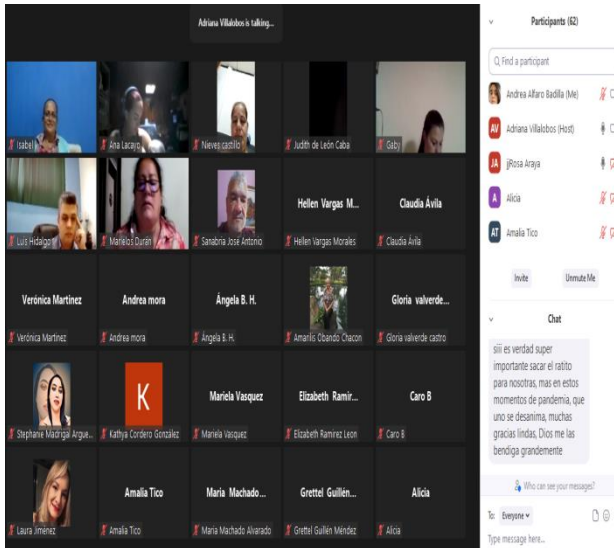 Adriana Villalobos is talking...
Isabel
Ana Lacayo
Nieves castillo
Judith de León Caba
Gaby
Luis Hidalgo
Marielos Durán
Sanabria José Antonio
Hellen Vargas M...
Hellen Vargas Morales
Claudia Ávila
Claudia Ávila
Verónica Martinez
Verónica Martinez
Andrea mora
Andrea mora
Ángela B. H.
Ángela B. H.
Amarilis Obando Chacon
Gloria valverde...
Gloria valverde castro
Stephanie Madrigal Argue...
K
Kathya Cordero González
Mariela Vasquez
Mariela Vasquez
Elizabeth Ramir...
Elizabeth Ramirez Leon
Caro B
Caro B
Laura Jiménez
Amalia Tico
Amalia Tico
Maria Machado...
Maria Machado Alvarado
Grettel Guillén...
Grettel Guillén Méndez
Alicia
Alicia
Participants (62)
Find a participant
Andrea Alfaro Badilla (Me)
AV
Adriana Villalobos (Host)
JA
jjRosa Araya
A
Alicia
AT
Amalia Tico
Invite
Unmute Me
Chat
siii es verdad super
importante sacar el ratito
para nosotras, mas en estos
momentos de pandemia, que
uno se desanima, muchas
gracias lindas, Dios me las
bendiga grandemente
Who can see your messages?
To: Everyone
Type message here...